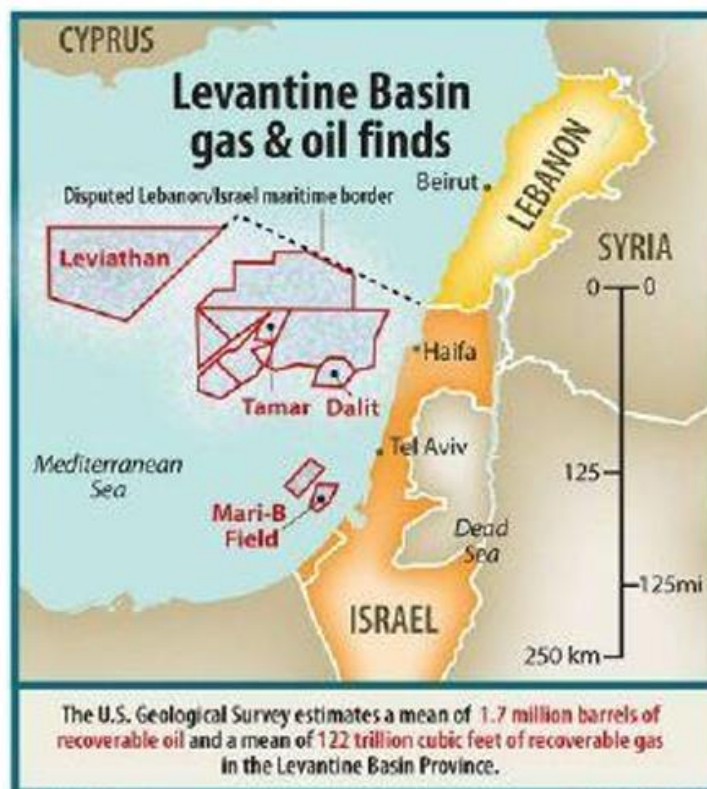 CYPRUS
Levantine Basin
gas & oil finds
Disputed Lebanon/Israel maritime border
Beirut
LEBANON
Leviathan
SYRIA
0 0
Haifa
Tamar Dalit
Tel Aviv
Mediterranean
Sea
125
Mari-B
Field
Dead
Sea
125mi
ISRAEL
250 km
The U.S. Geological Survey estimates a mean of 1.7 million barrels of
recoverable oil and a mean of 122 trillion cubic feet of recoverable gas
in the Levantine Basin Province.